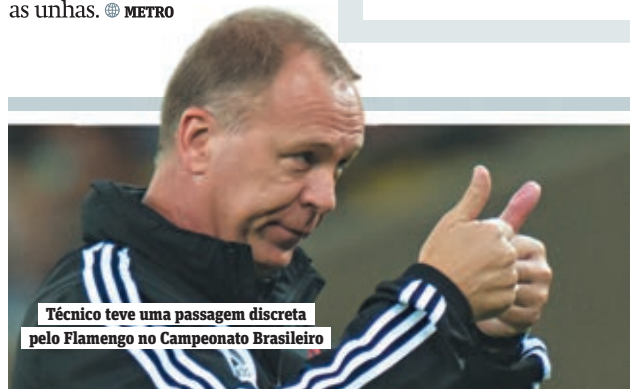 as unhas. METRO
Técnico teve uma passagem discreta
pelo Flamengo no Campeonato Brasileiro